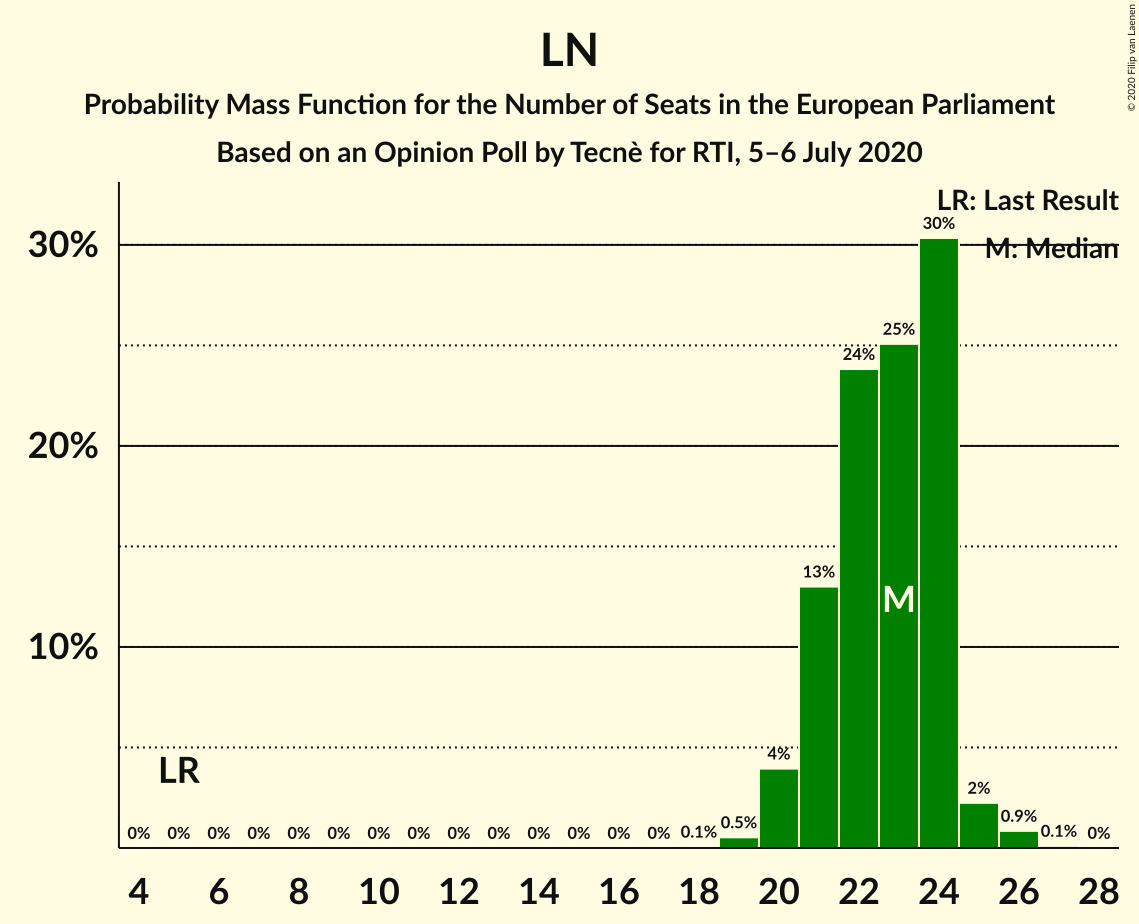 LN
Probability Mass Function for the Number of Seats in the European Parliament
Based on an Opinion Poll by Tecnè for RTI, 5–6 July 2020
© 2020 Filip van Laenen
LR: Last Result
M: Median
30%
20%
10%
30%
25%
24%
13%
M
4%
LR
2%
0% 0% 0% 0% 0% 0% 0% 0% 0% 0% 0% 0% 0% 0% 0.1% 0.5% 0.9% 0.1% 0%
4 6 8 10 12 14 16 18 20 22 24 26 28